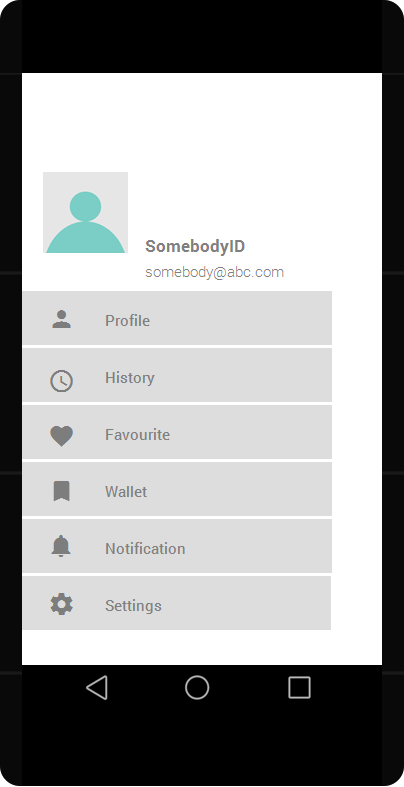 SomebodyID
somebody@abc.com
Profile
History
Favourite
Wallet
Notification
Settings